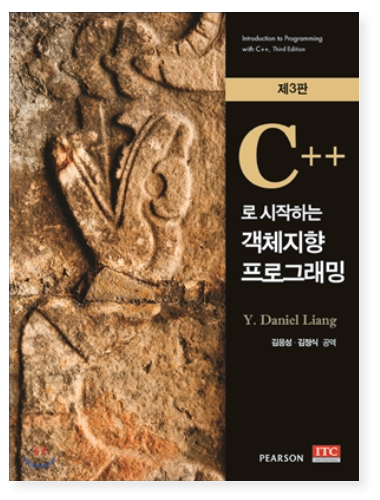 Introduction to Programming
with C++, Third Edition
제3판
C++
로 시작하는
객체지향
프로그래밍
Y. Daniel Liang
김응성 · 김정식 공역
PEARSON
ITC